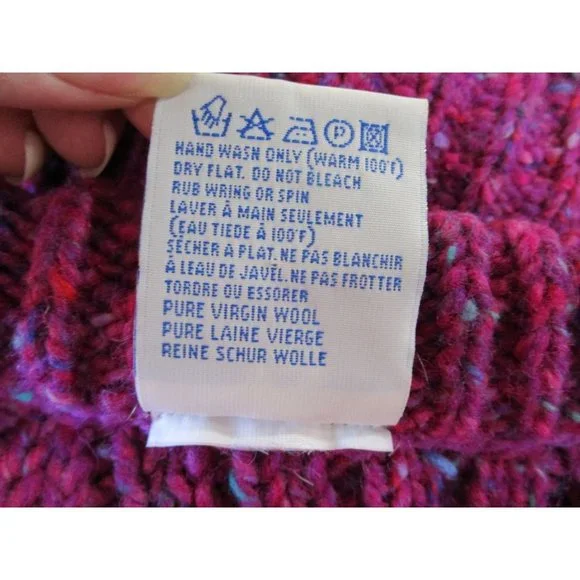 P
HAND WASH ONLY (WARM 100°F)
DRY FLAT. DO NOT BLEACH
RUB WRING OR SPIN
LAVER À MAIN SEULEMENT
(EAU TIEDE À 100°F)
SÉCHER À PLAT. NE PAS BLANCHIR
À LEAU DE JAVEL. NE PAS FROTTER
TORDRE OU ESSORER
PURE VIRGIN WOOL
PURE LAINE VIERGE
REINE SCHUR WOLLE